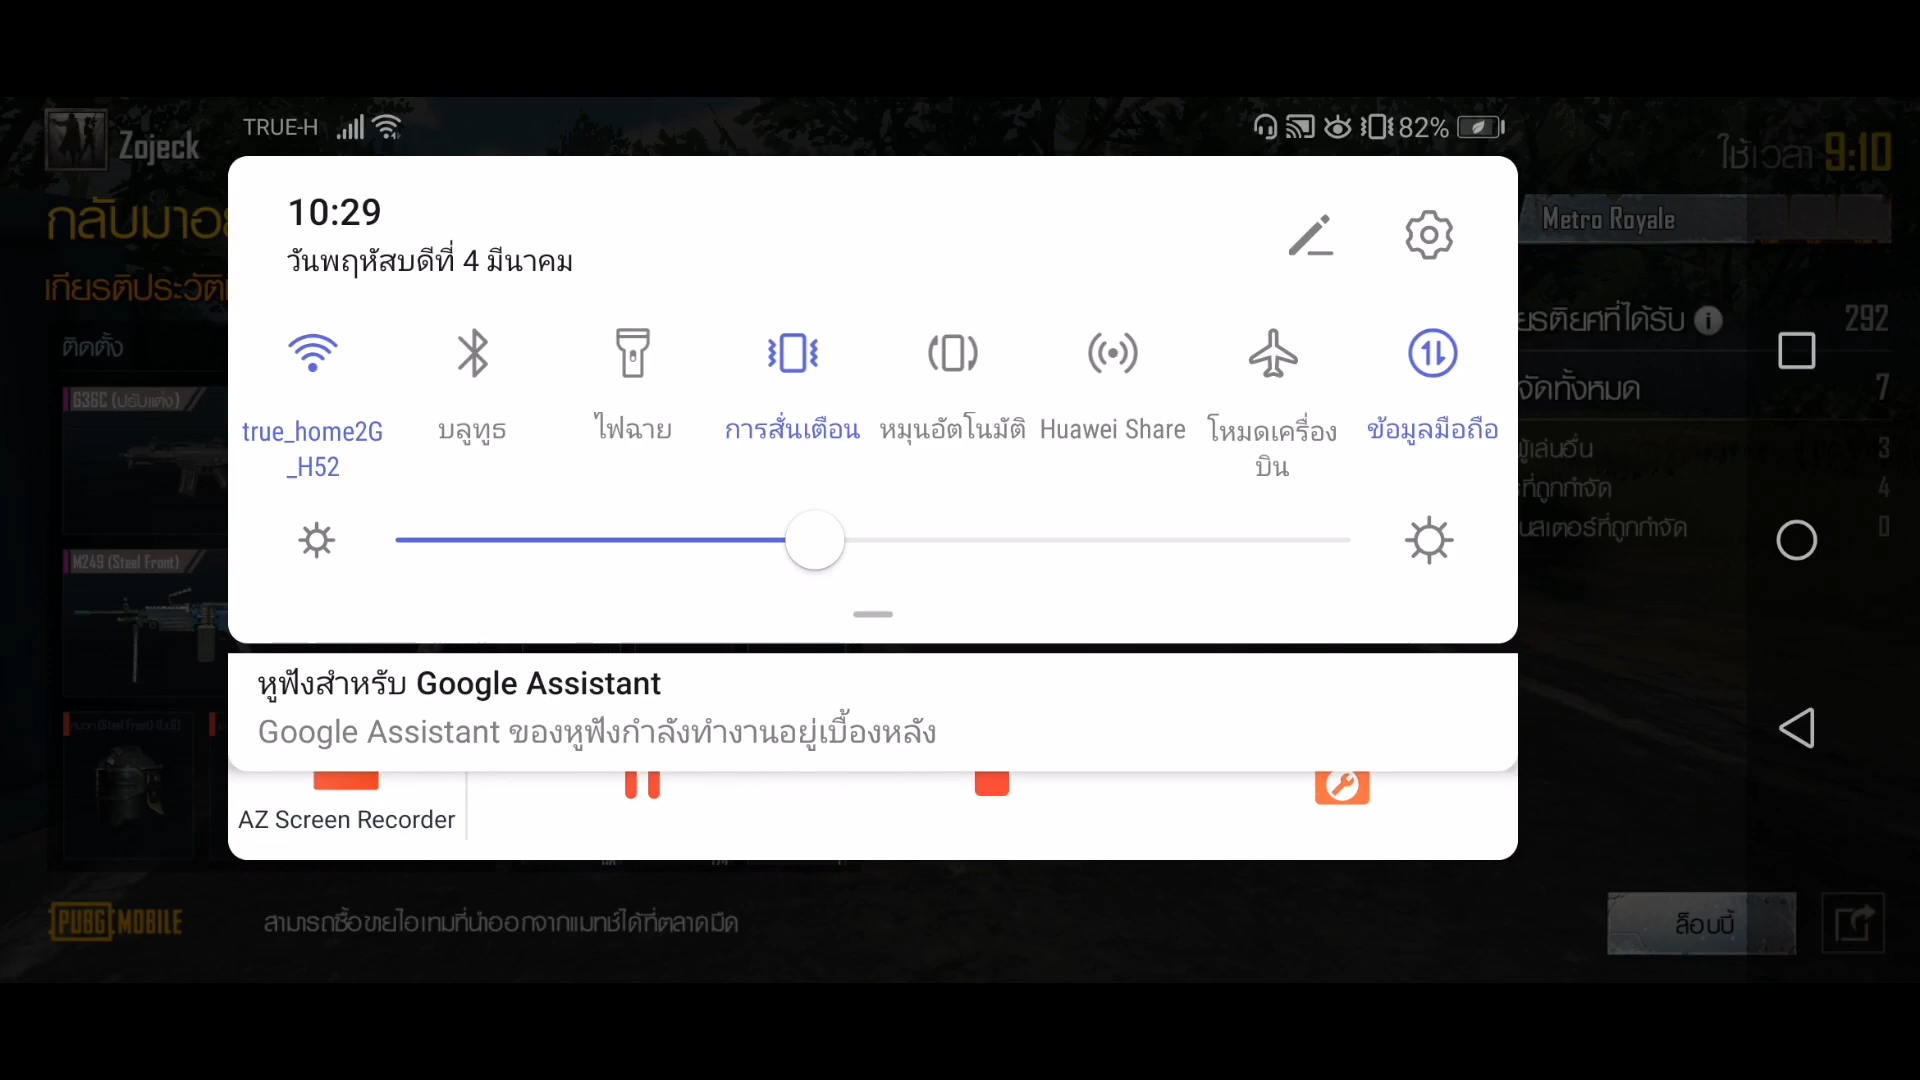 TRUE-H
82%
Zojeck
ใช้เวลา 9:10
กลับมาอย
Metro Royale
เกียรติประวัติ
10:29
วันพฤหัสบดีที่ 4 มีนาคม
ยรติยศที่ได้รับ 292
ติดตั้ง
จัดทั้งหมด 7
G36C (ปรับแต่ง)
true_home2G
_H52
บลูทูธ
ไฟฉาย
การสั่นเตือน
หมุนอัตโนมัติ
Huawei Share
โหมดเครื่อง
บิน
ข้อมูลมือถือ
ผู้เล่นอื่น 3
ที่ถูกกำจัด 4
นสเตอร์ที่ถูกกำจัด 0
M249 (Steel Front)
หูฟังสำหรับ Google Assistant
Google Assistant ของหูฟังกำลังทำงานอยู่เบื้องหลัง
AZ Screen Recorder
PUBG MOBILE
สามารถซื้อขายไอเทมที่นำออกจากแมทช์ได้ที่ตลาดมืด
ล็อบบี้